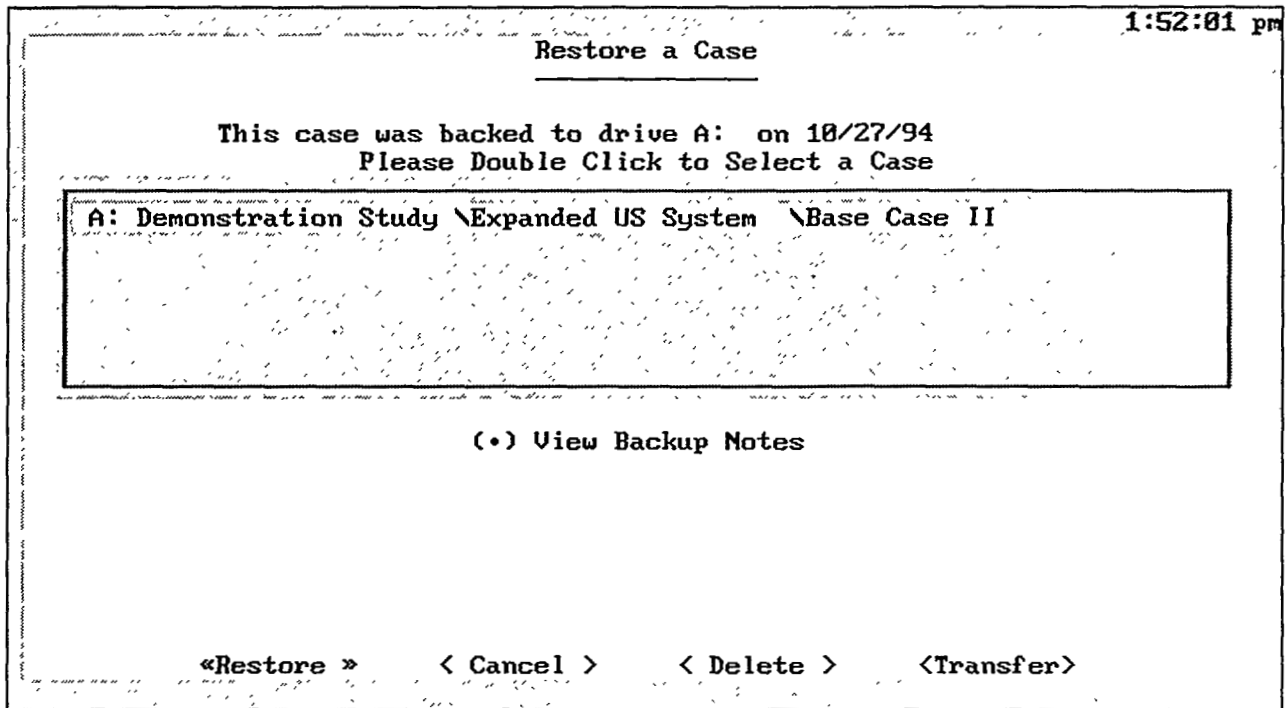 1:52:01 pm
Restore a Case
This case was backed to drive A: on 10/27/94
Please Double Click to Select a Case
A: Demonstration Study \Expanded US System \Base Case II
(•) View Backup Notes
«Restore » < Cancel > < Delete > <Transfer>